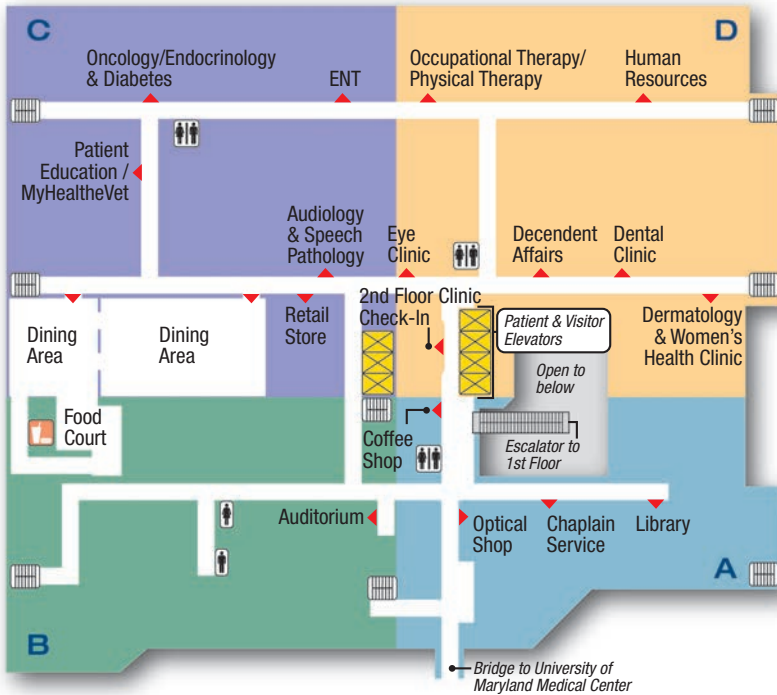 C
D
Oncology/Endocrinology
& Diabetes
ENT
Occupational Therapy/
Physical Therapy
Human
Resources
Patient
Education /
MyHealtheVet
Audiology
& Speech
Pathology
Eye
Clinic
Decendent
Affairs
Dental
Clinic
Dining
Area
Dining
Area
Retail
Store
2nd Floor Clinic
Check-In
Patient & Visitor
Elevators
Dermatology
& Women's
Health Clinic
Open to
below
Food
Court
Coffee
Shop
Escalator to
1st Floor
Auditorium
Optical
Shop
Chaplain
Service
Library
A
B
Bridge to University of
Maryland Medical Center